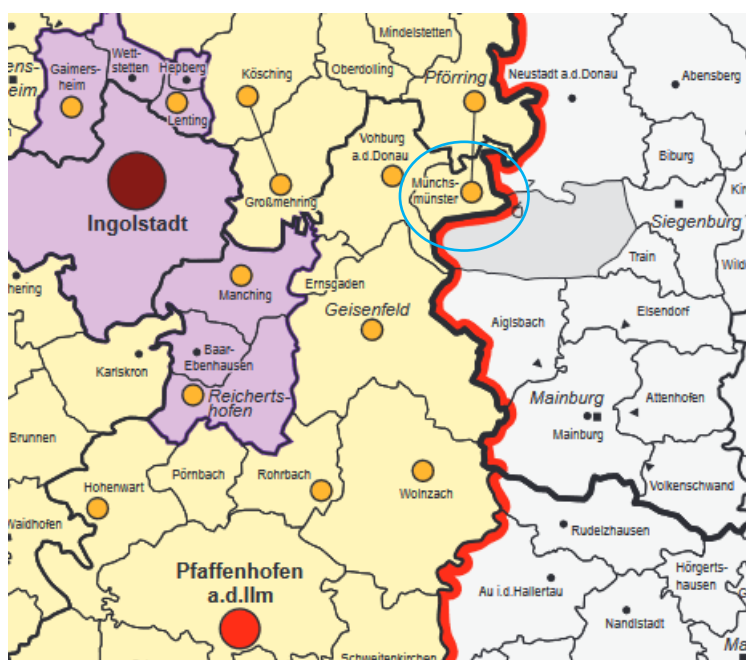 Mindelstetten
Wett-
stetten
Gaimers-
heim
Hepberg
Kösching
Oberdolling
Pförring
Neustadt a.d.Donau
Abensberg
ens-
heim
Lenting
Vohburg
a.d.Donau
Biburg
Münchs-
münster
Großmehring
Ingolstadt
Siegenburg
Train
Wild
Manching
Ernsgaden
hering
Geisenfeld
Aiglsbach
Elsendorf
Karlskron
Baar-
Ebenhausen
Reicherts-
hofen
Mainburg
Attenhofen
Mainburg
Brunnen
Pörnbach
Rohrbach
Hohenwart
Wolnzach
Volkenschwand
Waidhofen
Rudelzhausen
Pfaffenhofen
a.d.Ilm
Au i.d.Hallertau
Hörgerts-
hausen
Nandlstadt
Schweitenkirchen
Ma